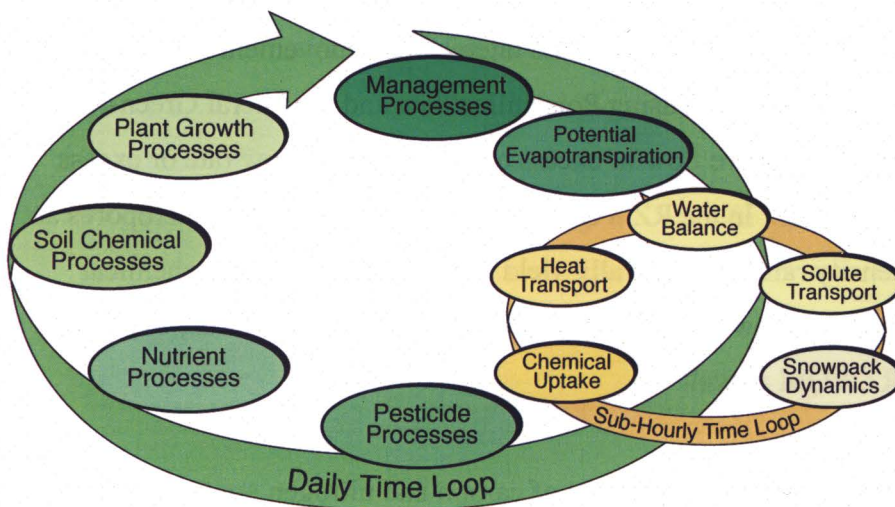 Management
Processes
Potential
Evapotranspiration
Water
Balance
Solute
Transport
Snowpack
Dynamics
Sub-Hourly Time Loop
Chemical
Uptake
Heat
Transport
Pesticide
Processes
Daily Time Loop
Nutrient
Processes
Soil Chemical
Processes
Plant Growth
Processes